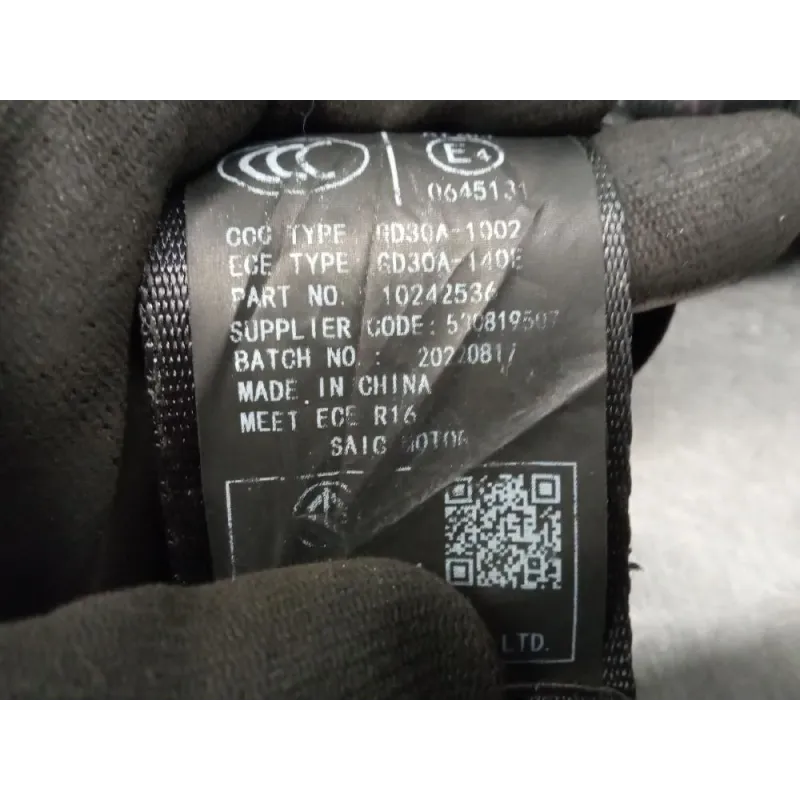 CCC
E4
0645131
CCC TYPE: GD30A-1002
ECE TYPE: GD30A-140E
PART NO.: 10242536
SUPPLIER CODE: 530819507
BATCH NO.: 20220817
MADE IN CHINA
MEET ECE R16
SAIC MOTOR
LTD.